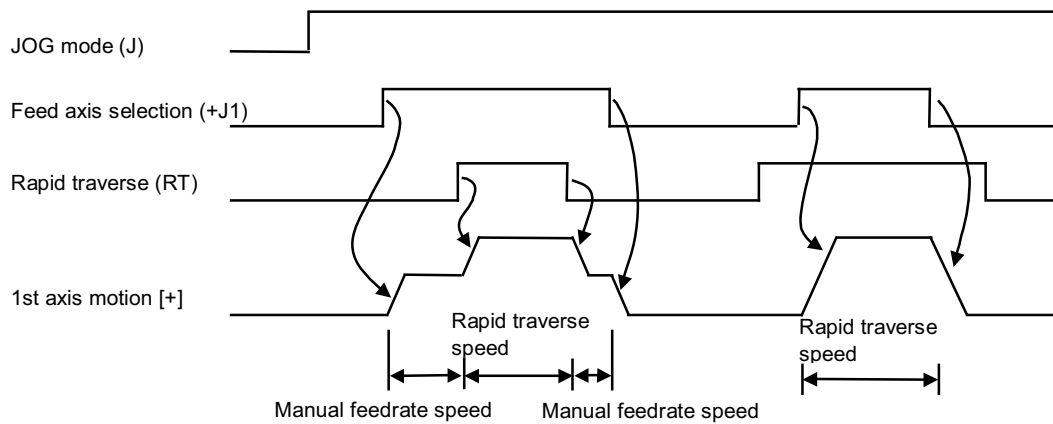 JOG mode (J)
Feed axis selection (+J1)
Rapid traverse (RT)
1st axis motion [+]
Rapid traverse
speed
Rapid traverse
speed
Manual feedrate speed
Manual feedrate speed